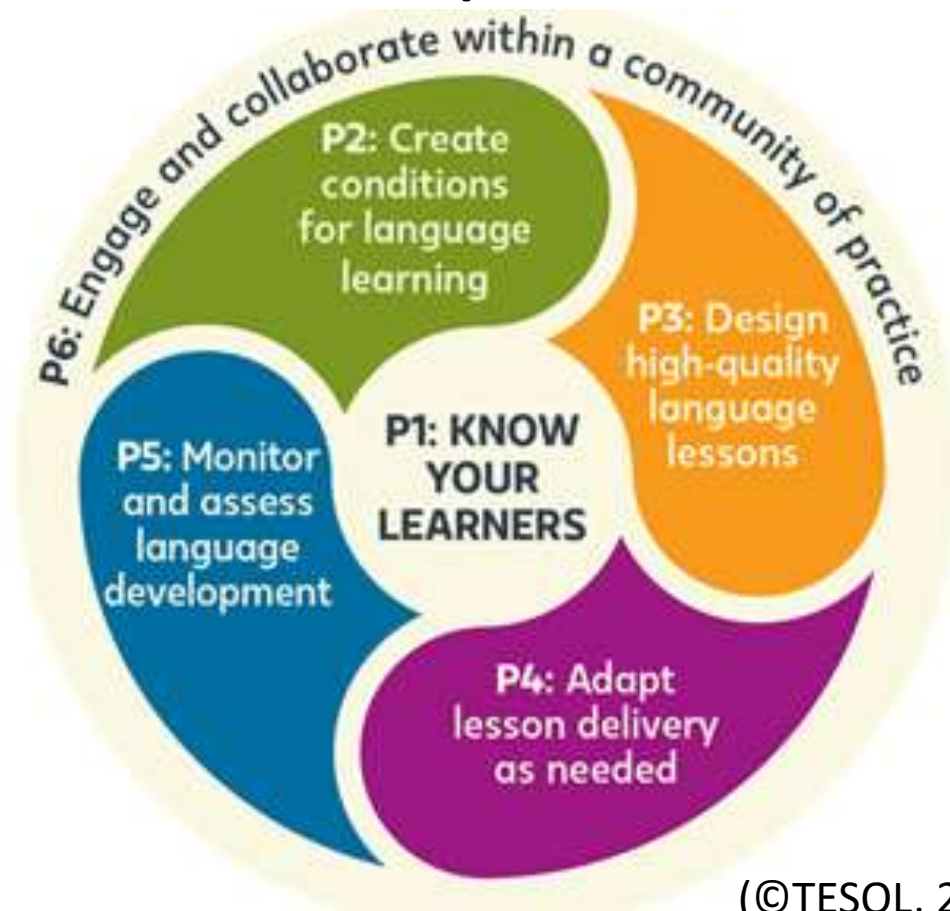 P6: Engage and collaborate within a community of practice
P2: Create
conditions
for language
learning
P3: Design
high-quality
language
lessons
P1: KNOW
YOUR
LEARNERS
P5: Monitor
and assess
language
development
P4: Adapt
lesson delivery
as needed
(©TESOL, 2